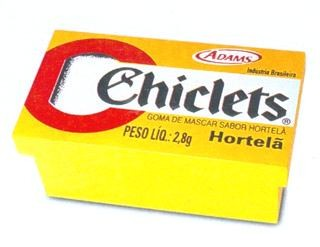 ADAMS
Indústria Brasileira
Chiclets®
GOMA DE MASCAR SABOR HORTELÃ
PESO LÍQ.: 2,8g
Hortelã